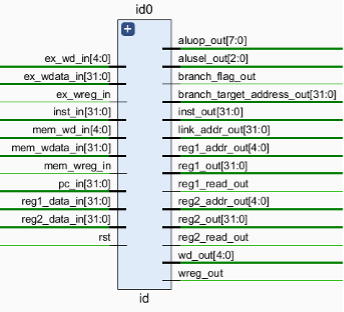 id0
ex_wd_in[4:0]
ex_wdata_in[31:0]
ex_wreg_in
inst_in[31:0]
mem_wd_in[4:0]
mem_wdata_in[31:0]
mem_wreg_in
pc_in[31:0]
reg1_data_in[31:0]
reg2_data_in[31:0]
rst
aluop_out[7:0]
alusel_out[2:0]
branch_flag_out
branch_target_address_out[31:0]
inst_out[31:0]
link_addr_out[31:0]
reg1_addr_out[4:0]
reg1_out[31:0]
reg1_read_out
reg2_addr_out[4:0]
reg2_out[31:0]
reg2_read_out
wd_out[4:0]
wreg_out
id